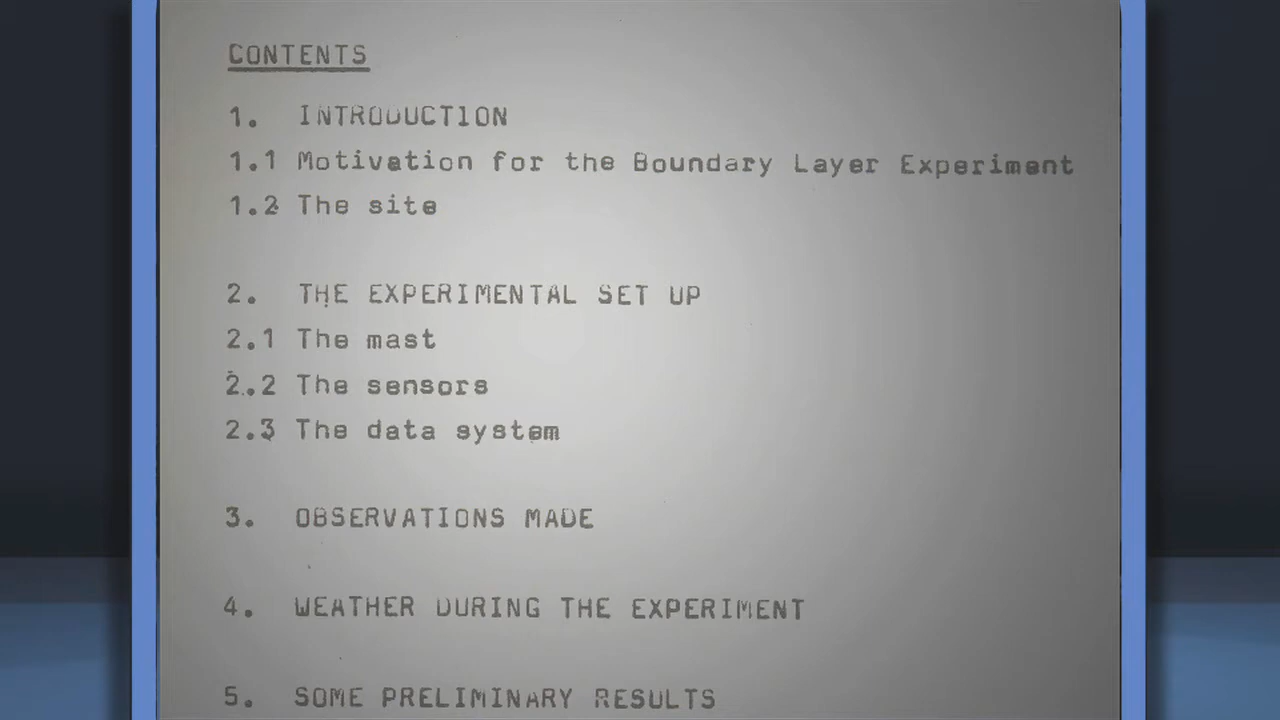 CONTENTS
1. INTRODUCTION
1.1 Motivation for the Boundary Layer Experiment
1.2 The site
2. THE EXPERIMENTAL SET UP
2.1 The mast
2.2 The sensors
2.3 The data system
3. OBSERVATIONS MADE
4. WEATHER DURING THE EXPERIMENT
5. SOME PRELIMINARY RESULTS